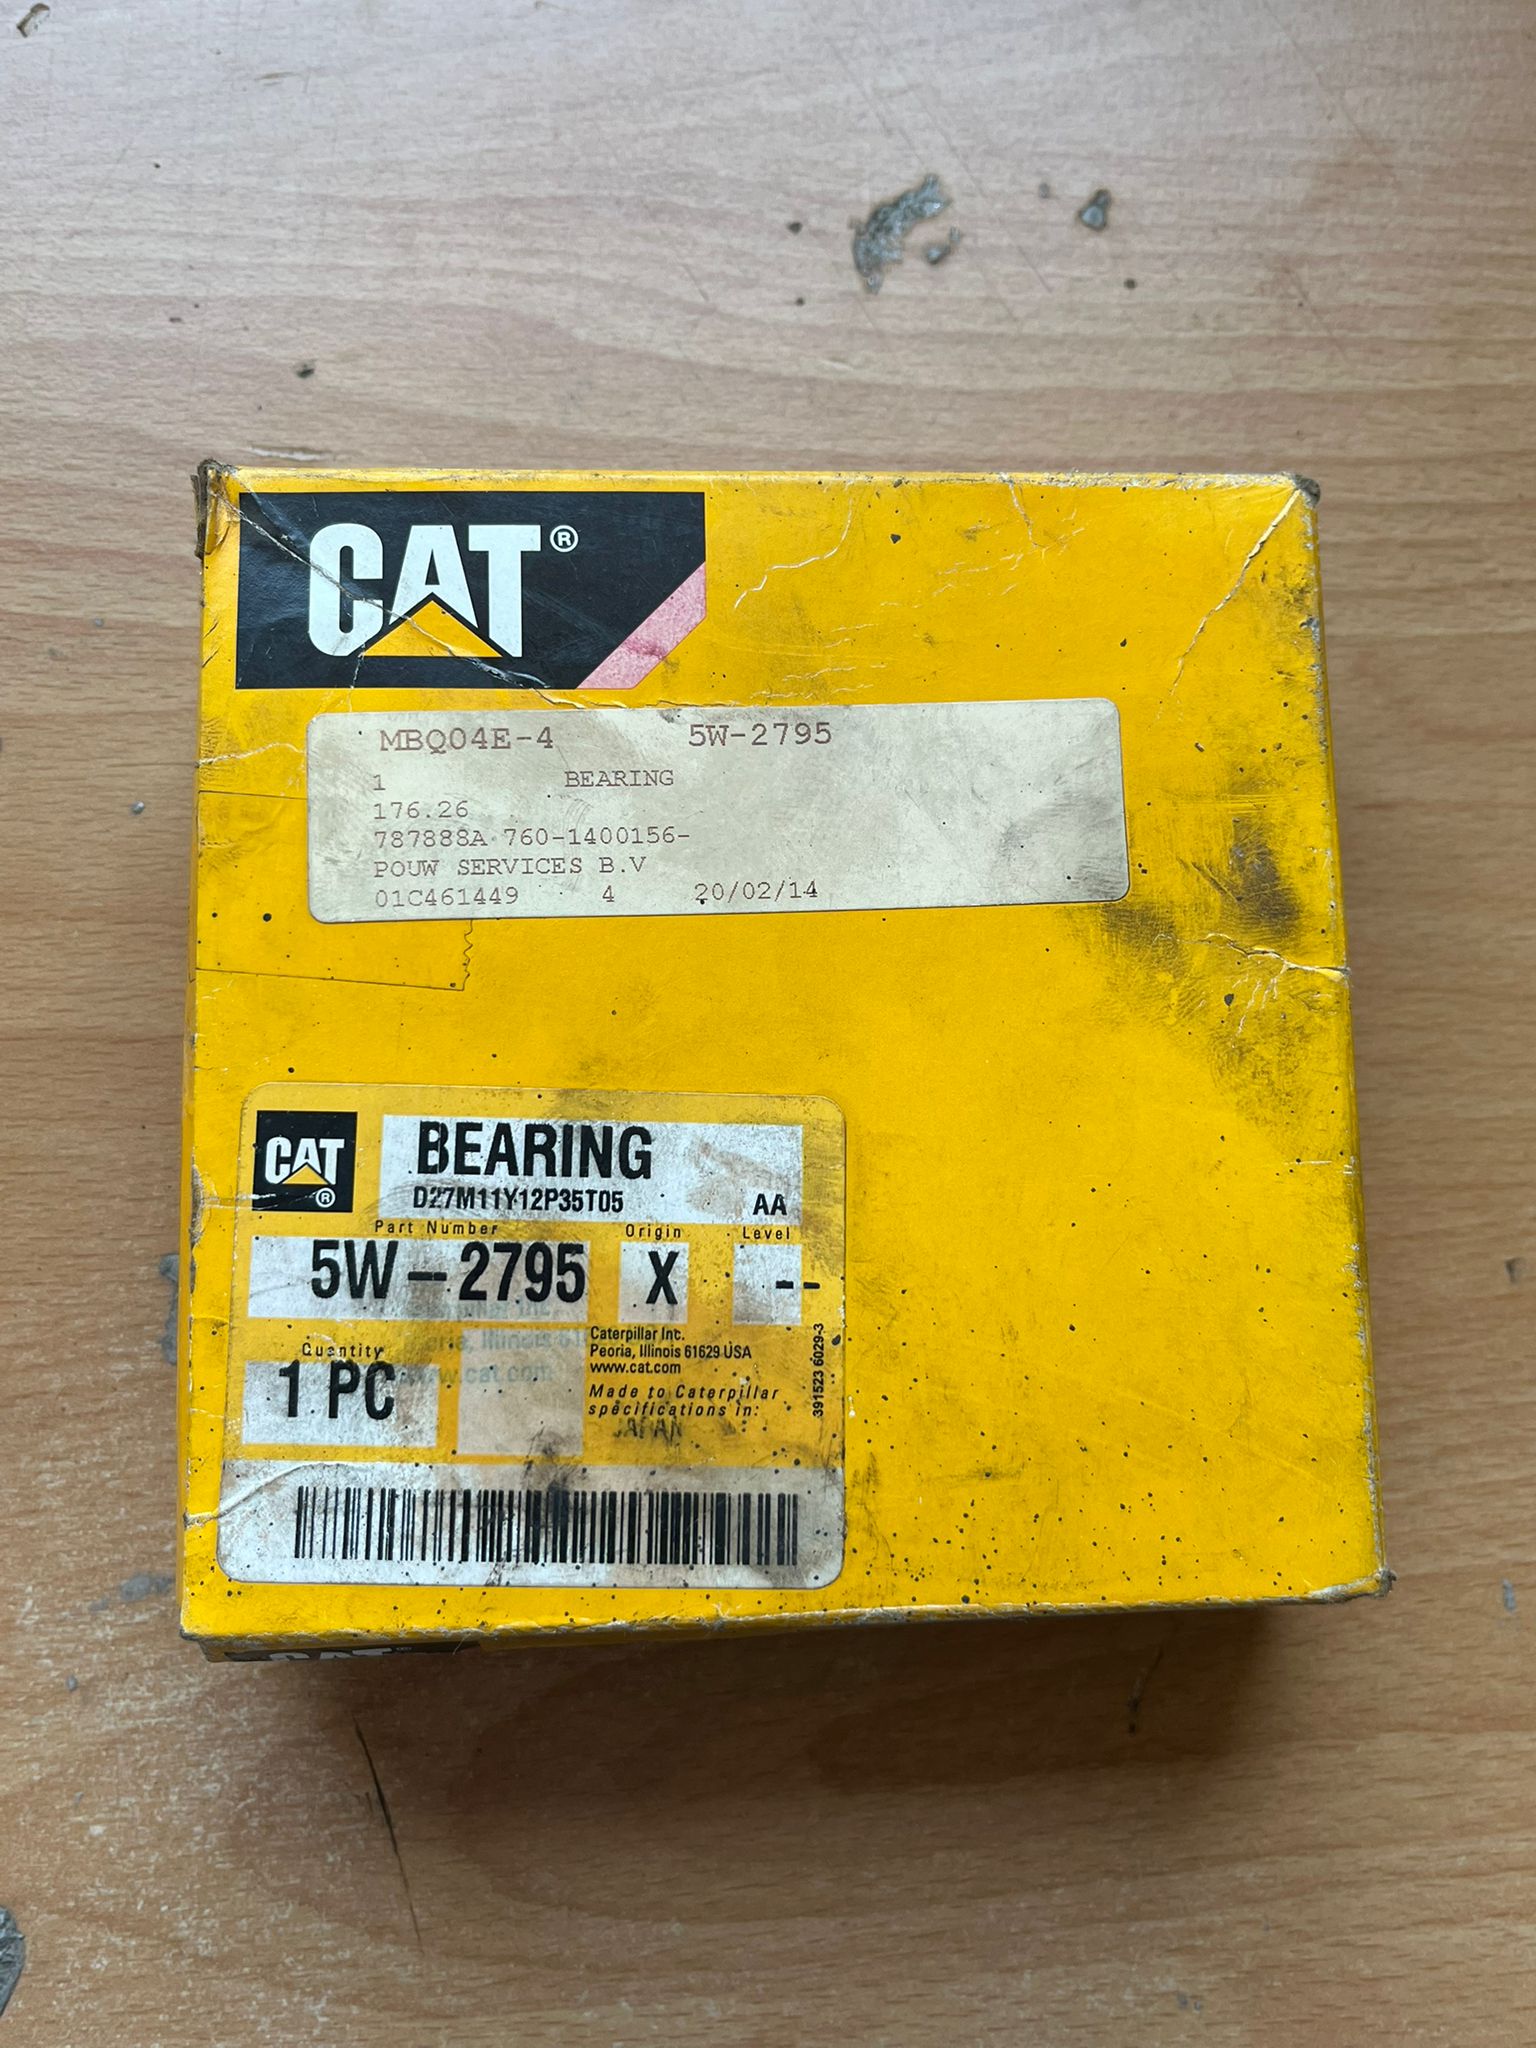 CAT®
MBQ04E-4 5W-2795
1 BEARING
176.26
787888A 760-1400156-
POUW SERVICES B.V
01C461449 4 20/02/14
CAT®
BEARING
D27M11Y12P35T05 AA
Part Number Origin Level
5W-2795 X --
Quantity
1 PC
Caterpillar Inc.
Peoria, Illinois 61629 USA
www.cat.com
Made to Caterpillar
specifications in:
JAPAN
391523 6029-3
CAT®